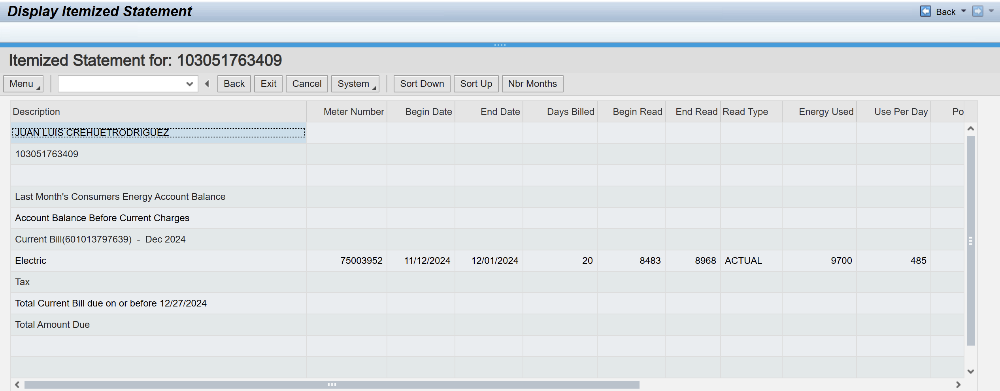 Display Itemized Statement
Back
Itemized Statement for: 103051763409
Menu Back Exit Cancel System Sort Down Sort Up Nbr Months
Description Meter Number Begin Date End Date Days Billed Begin Read End Read Read Type Energy Used Use Per Day Po
JUAN LUIS CREHUETRODRIGUEZ
103051763409
Last Month's Consumers Energy Account Balance
Account Balance Before Current Charges
Current Bill(601013797639) - Dec 2024
Electric 75003952 11/12/2024 12/01/2024 20 8483 8968 ACTUAL 9700 485
Tax
Total Current Bill due on or before 12/27/2024
Total Amount Due